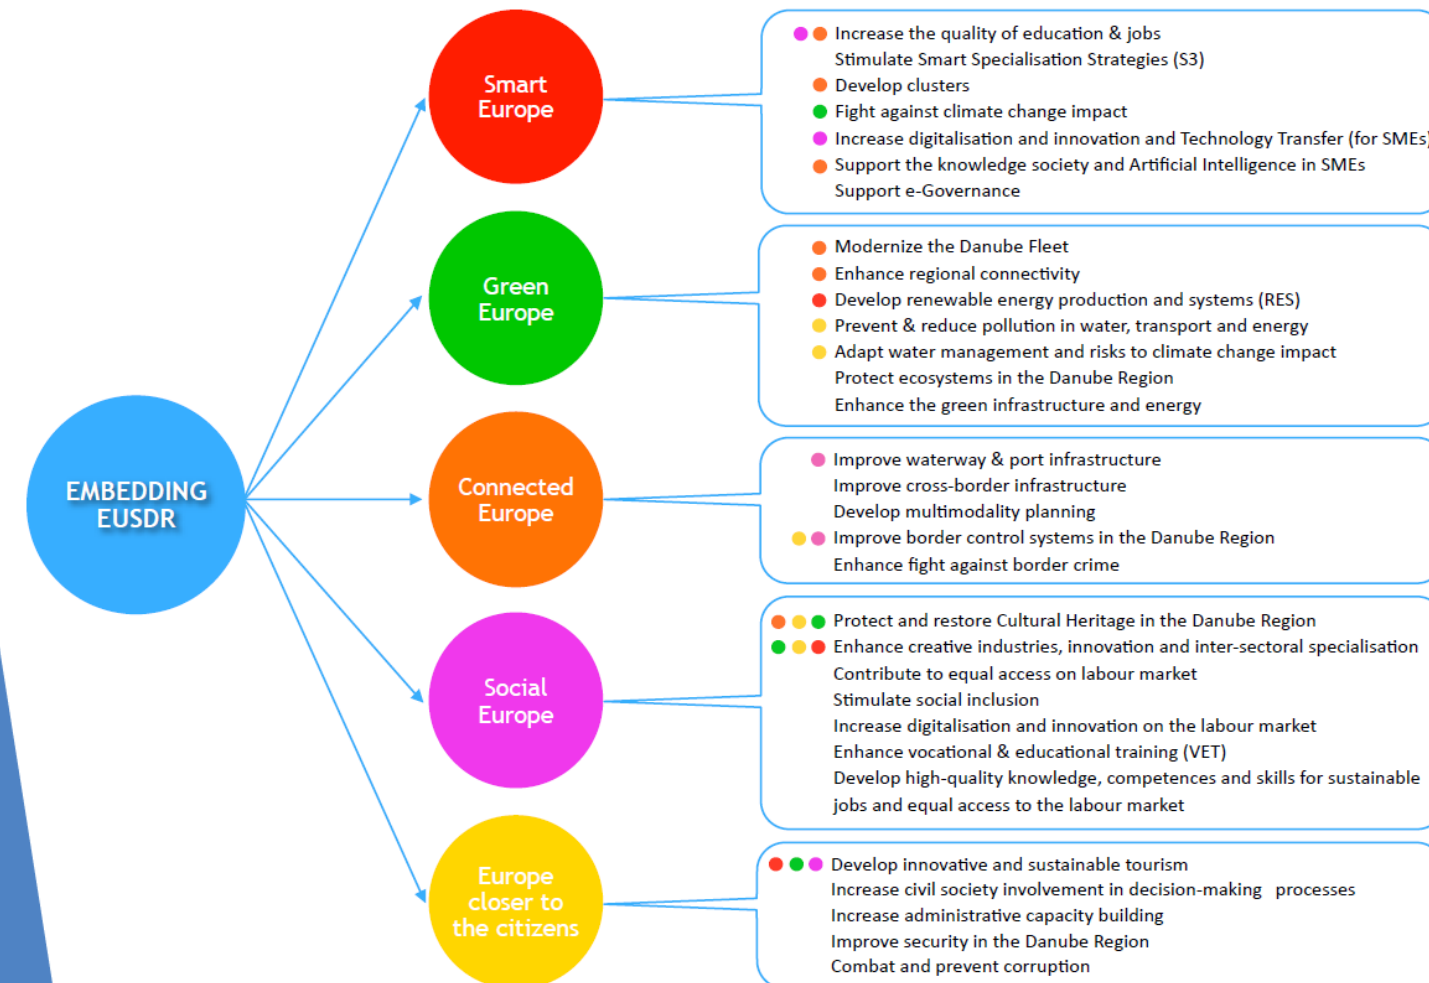 EMBEDDING
EUSDR
Smart
Europe
Increase the quality of education & jobs
Stimulate Smart Specialisation Strategies (S3)
Develop clusters
Fight against climate change impact
Increase digitalisation and innovation and Technology Transfer (for SMEs)
Support the knowledge society and Artificial Intelligence in SMEs
Support e-Governance
Green
Europe
Modernize the Danube Fleet
Enhance regional connectivity
Develop renewable energy production and systems (RES)
Prevent & reduce pollution in water, transport and energy
Adapt water management and risks to climate change impact
Protect ecosystems in the Danube Region
Enhance the green infrastructure and energy
Connected
Europe
Improve waterway & port infrastructure
Improve cross-border infrastructure
Develop multimodality planning
Improve border control systems in the Danube Region
Enhance fight against border crime
Social
Europe
Protect and restore Cultural Heritage in the Danube Region
Enhance creative industries, innovation and inter-sectoral specialisation
Contribute to equal access on labour market
Stimulate social inclusion
Increase digitalisation and innovation on the labour market
Enhance vocational & educational training (VET)
Develop high-quality knowledge, competences and skills for sustainable
jobs and equal access to the labour market
Europe
closer to
the citizens
Develop innovative and sustainable tourism
Increase civil society involvement in decision-making processes
Increase administrative capacity building
Improve security in the Danube Region
Combat and prevent corruption